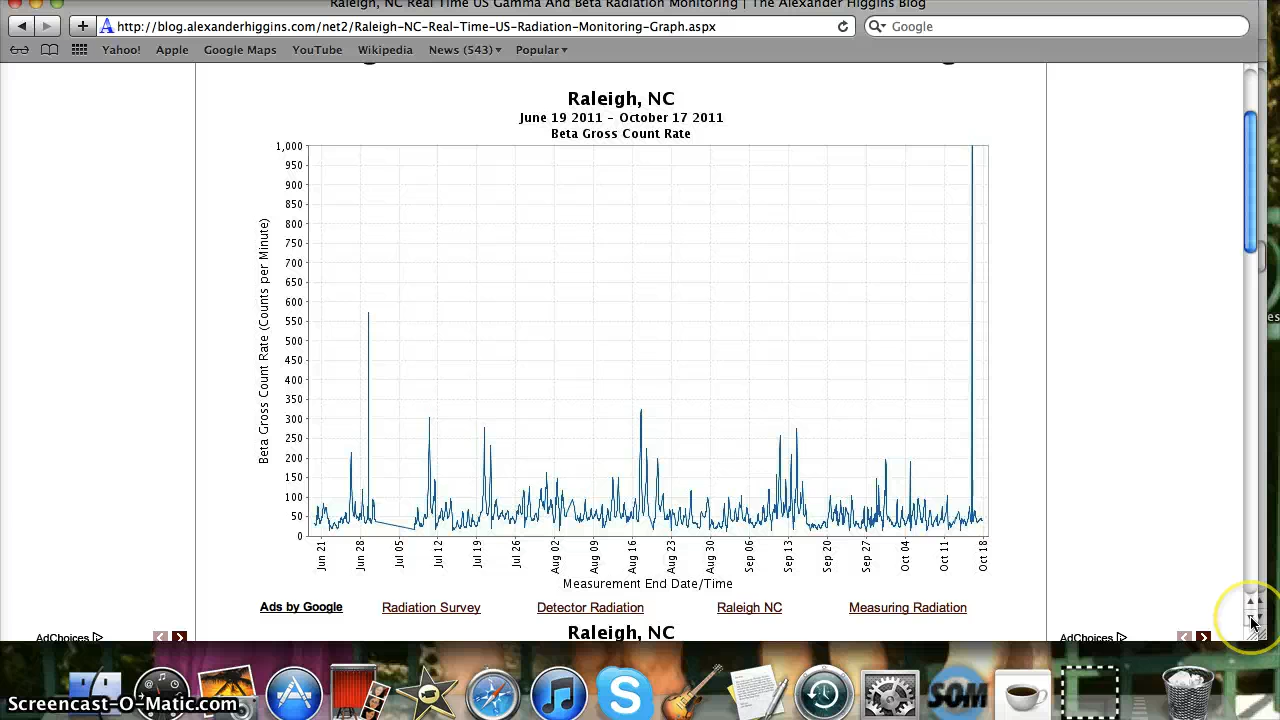 Raleigh, NC Real Time US Gamma And Beta Radiation Monitoring | The Alexander Higgins Blog
http://blog.alexanderhiggins.com/net2/Raleigh-NC-Real-Time-US-Radiation-Monitoring-Graph.aspx
Google
Yahoo! Apple Google Maps YouTube Wikipedia News (543) Popular
Raleigh, NC
June 19 2011 - October 17 2011
Beta Gross Count Rate
Beta Gross Count Rate (Counts per Minute)
1,000
950
900
850
800
750
700
650
600
550
500
450
400
350
300
250
200
150
100
50
0
Jun 21 Jun 28 Jul 05 Jul 12 Jul 19 Jul 26 Aug 02 Aug 09 Aug 16 Aug 23 Aug 30 Sep 06 Sep 13 Sep 20 Sep 27 Oct 04 Oct 11 Oct 18
Measurement End Date/Time
Ads by Google Radiation Survey Detector Radiation Raleigh NC Measuring Radiation
Raleigh, NC
AdChoices AdChoices
SOM
Screencast-O-Matic.com